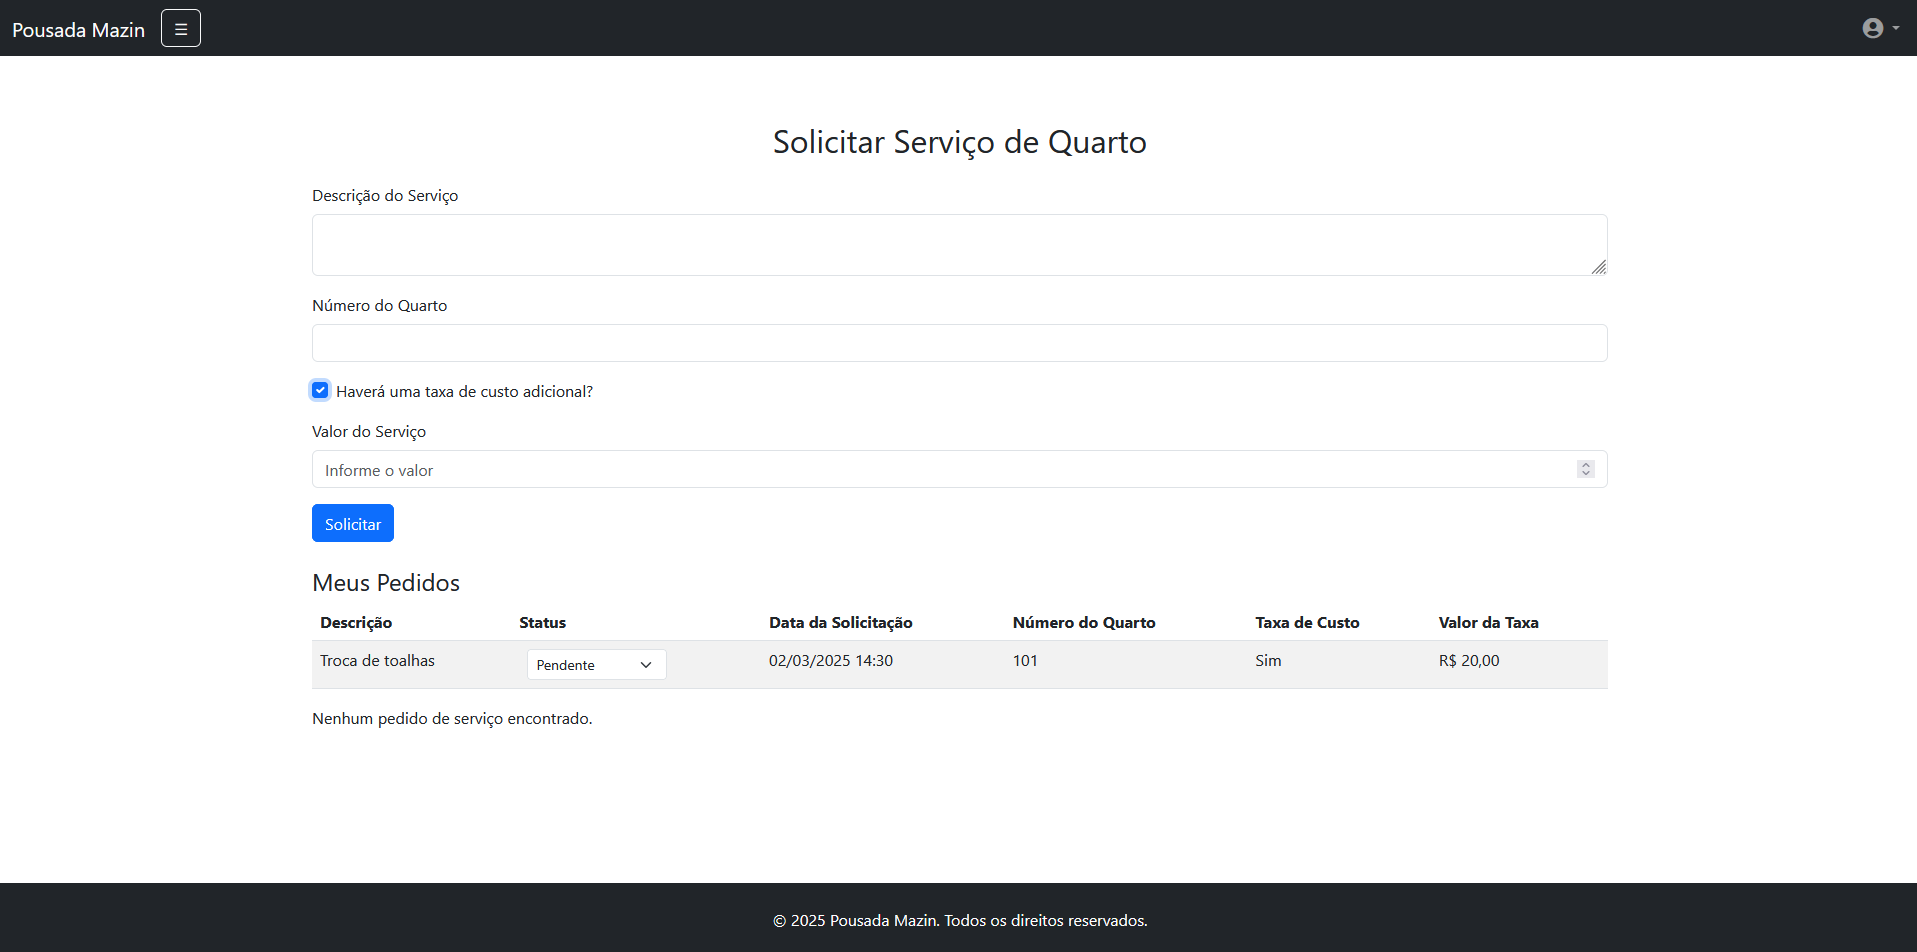 Pousada Mazin
Solicitar Serviço de Quarto
Descrição do Serviço
Número do Quarto
Haverá uma taxa de custo adicional?
Valor do Serviço
Informe o valor
Solicitar
Meus Pedidos
Descrição Status Data da Solicitação Número do Quarto Taxa de Custo Valor da Taxa
Troca de toalhas Pendente 02/03/2025 14:30 101 Sim R$ 20,00
Nenhum pedido de serviço encontrado.
© 2025 Pousada Mazin. Todos os direitos reservados.